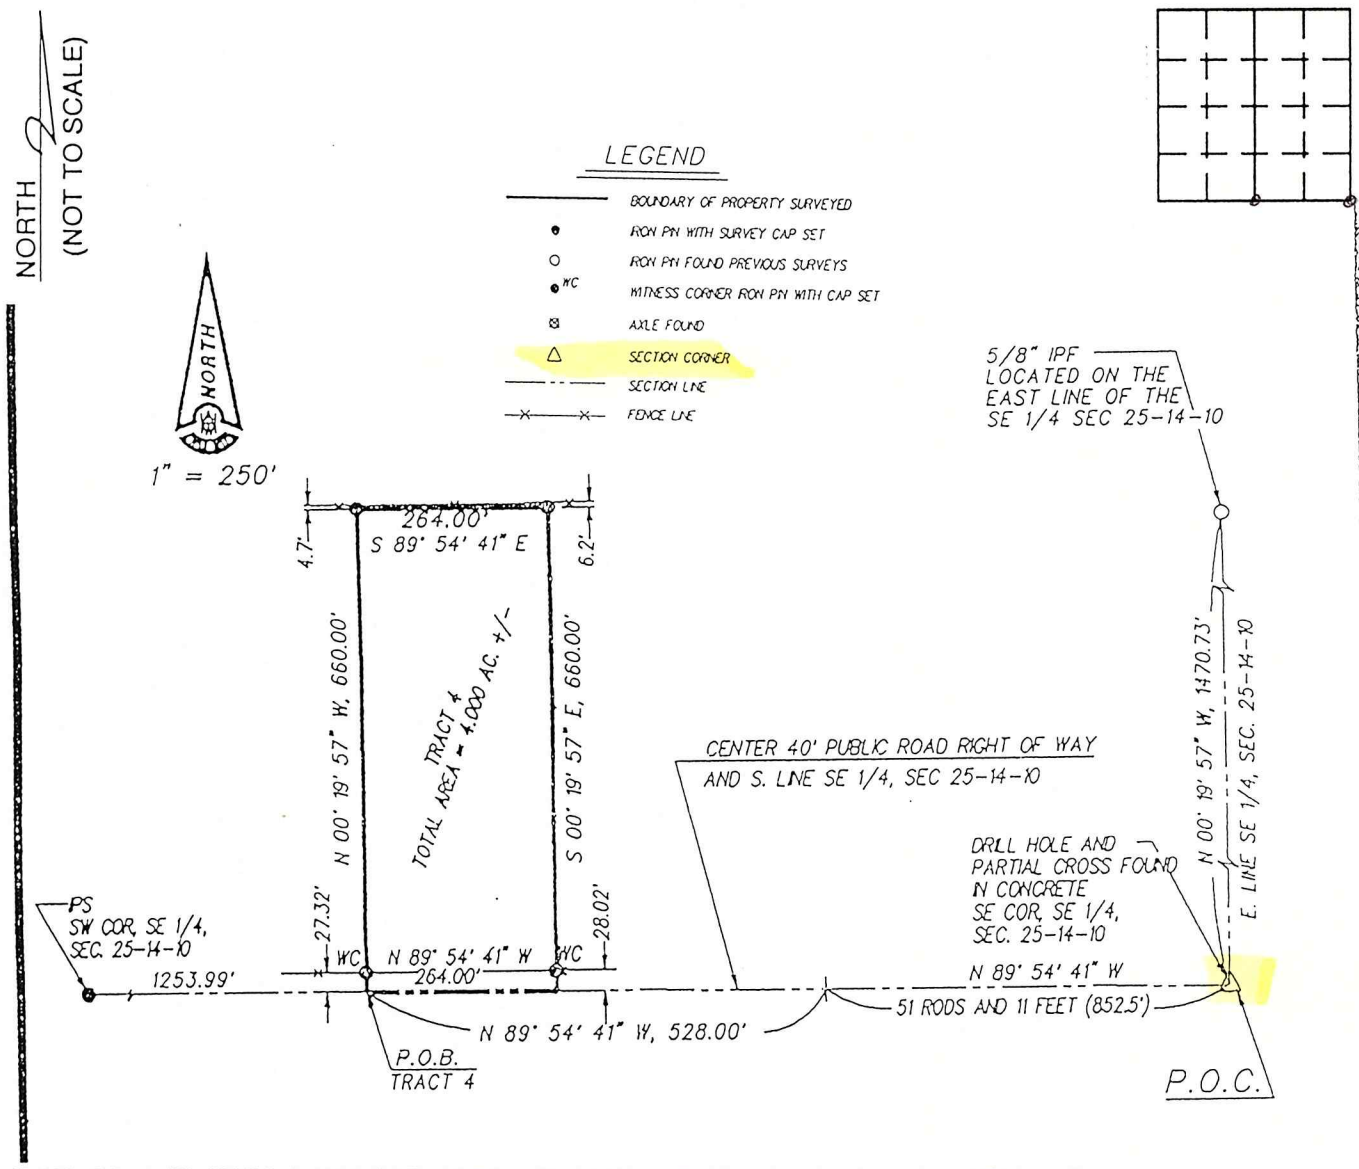 NORTH
(NOT TO SCALE)
LEGEND
BOUNDARY OF PROPERTY SURVEYED
IRON PIN WITH SURVEY CAP SET
IRON PIN FOUND PREVIOUS SURVEYS
WC
WITNESS CORNER IRON PIN WITH CAP SET
AXLE FOUND
SECTION CORNER
SECTION LINE
FENCE LINE
NORTH
1" = 250'
5/8" IPF
LOCATED ON THE
EAST LINE OF THE
SE 1/4 SEC 25-14-10
4.7'
264.00'
S 89° 54' 41" E
6.2'
N 00° 19' 57" W, 660.00'
TRACT 4
TOTAL AREA = 4.000 AC. +/-
S 00° 19' 57" E, 660.00'
N 00° 19' 57" W, 1470.73'
E. LINE SE 1/4, SEC. 25-14-10
CENTER 40' PUBLIC ROAD RIGHT OF WAY
AND S. LINE SE 1/4, SEC 25-14-10
DRILL HOLE AND
PARTIAL CROSS FOUND
IN CONCRETE
SE COR, SE 1/4,
SEC. 25-14-10
PS
SW COR, SE 1/4,
SEC. 25-14-10
1253.99'
27.32'
WC
N 89° 54' 41" W
264.00'
WC
28.02'
N 89° 54' 41" W
51 RODS AND 11 FEET (852.5')
N 89° 54' 41" W, 528.00'
P.O.B.
TRACT 4
P.O.C.